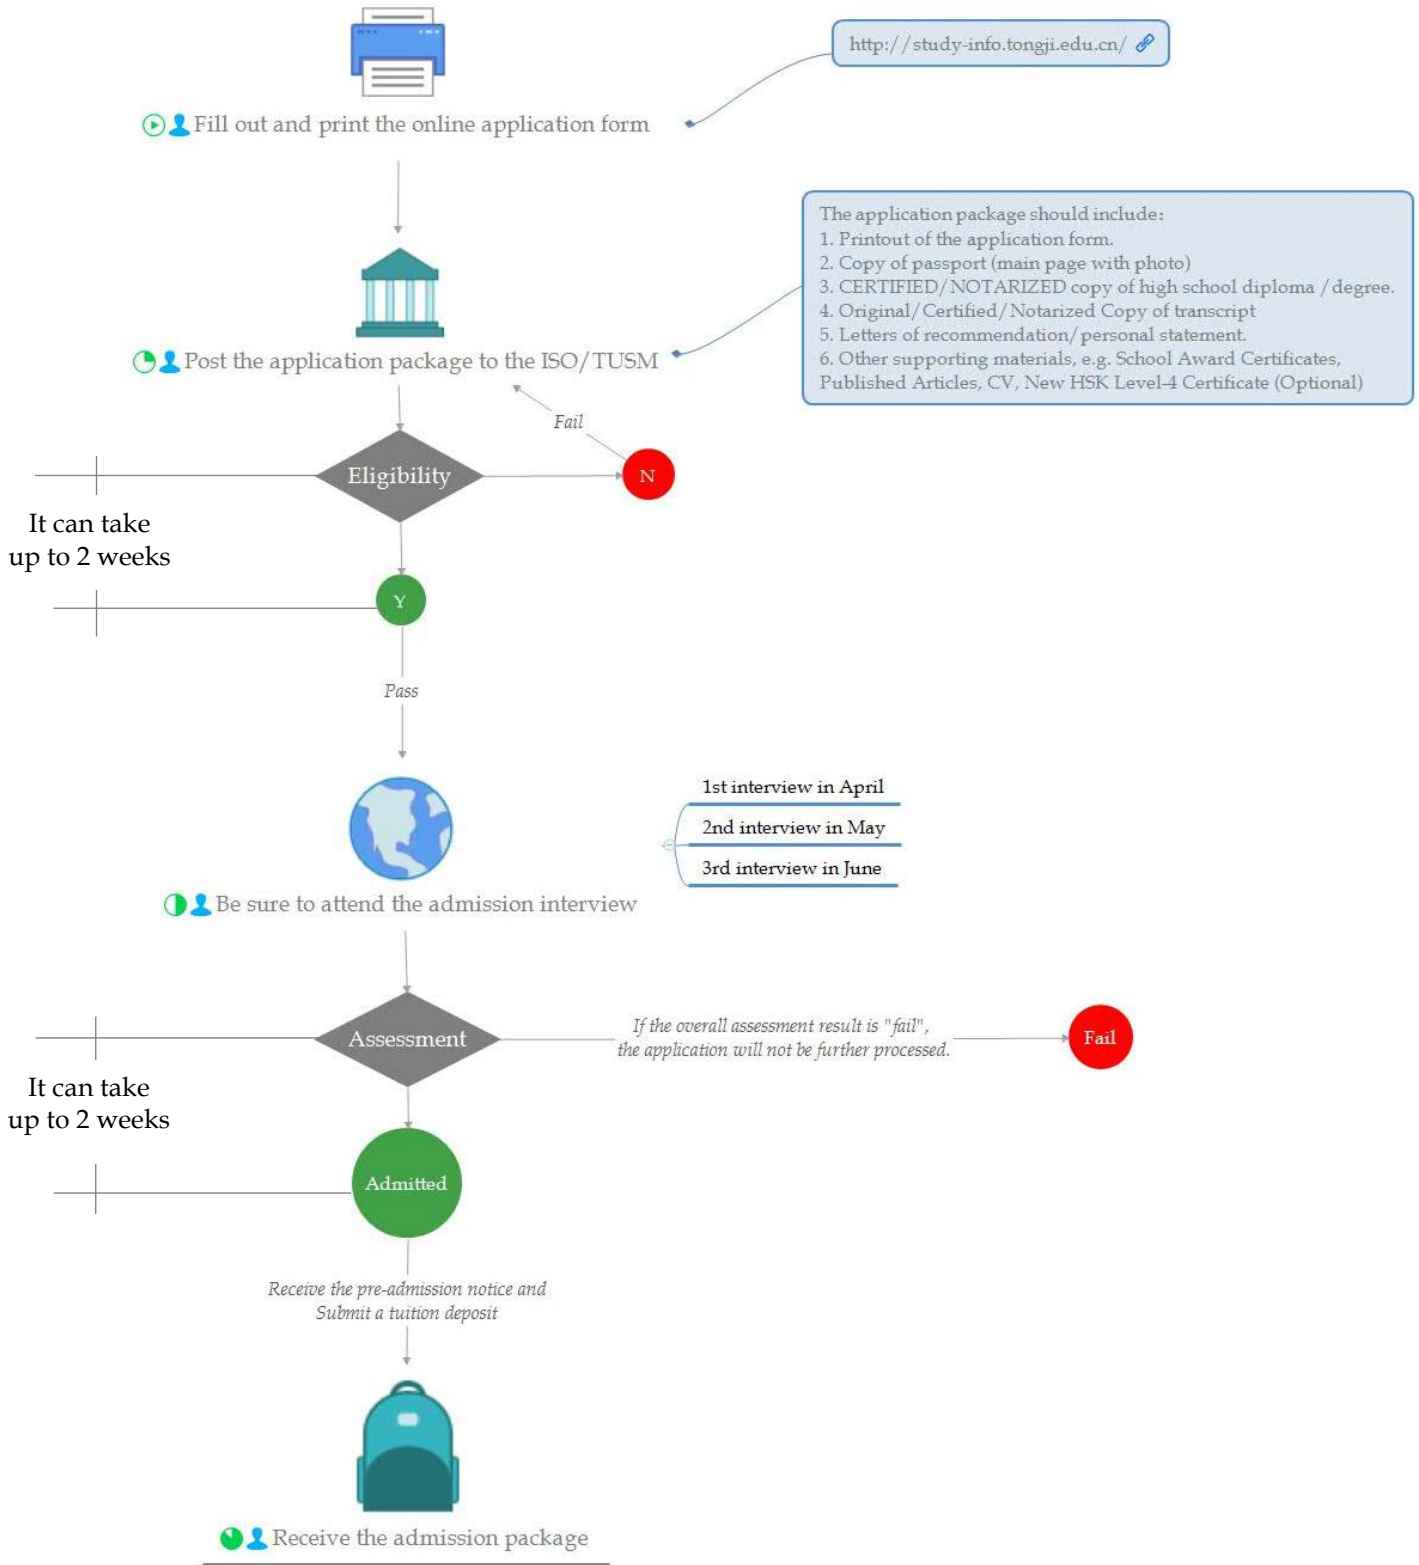 http://study-info.tongji.edu.cn/
Fill out and print the online application form
The application package should include:
1. Printout of the application form.
2. Copy of passport (main page with photo)
3. CERTIFIED/NOTARIZED copy of high school diploma /degree.
4. Original/Certified/Notarized Copy of transcript
5. Letters of recommendation/personal statement.
6. Other supporting materials, e.g. School Award Certificates,
Published Articles, CV, New HSK Level-4 Certificate (Optional)
Post the application package to the ISO/TUSM
Fail
Eligibility
N
It can take
up to 2 weeks
Y
Pass
1st interview in April
2nd interview in May
3rd interview in June
Be sure to attend the admission interview
Assessment
If the overall assessment result is "fail",
the application will not be further processed.
Fail
It can take
up to 2 weeks
Admitted
Receive the pre-admission notice and
Submit a tuition deposit
Receive the admission package